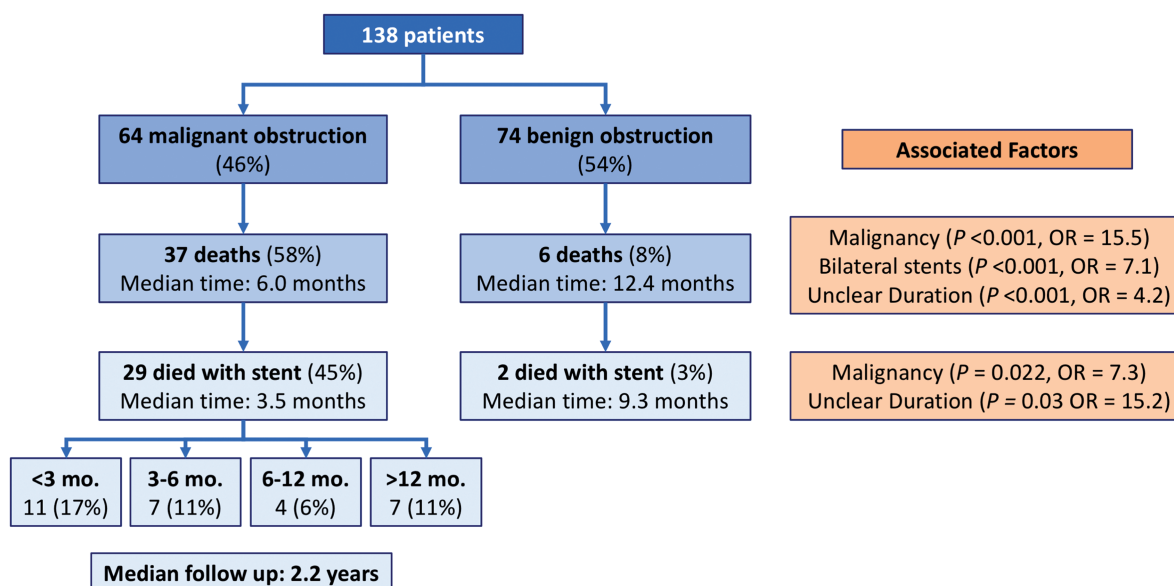 138 patients
64 malignant obstruction
(46%)
74 benign obstruction
(54%)
Associated Factors
37 deaths (58%)
Median time: 6.0 months
6 deaths (8%)
Median time: 12.4 months
Malignancy (P <0.001, OR = 15.5)
Bilateral stents (P <0.001, OR = 7.1)
Unclear Duration (P <0.001, OR = 4.2)
29 died with stent (45%)
Median time: 3.5 months
2 died with stent (3%)
Median time: 9.3 months
Malignancy (P = 0.022, OR = 7.3)
Unclear Duration (P = 0.03 OR = 15.2)
<3 mo.
11 (17%)
3-6 mo.
7 (11%)
6-12 mo.
4 (6%)
>12 mo.
7 (11%)
Median follow up: 2.2 years